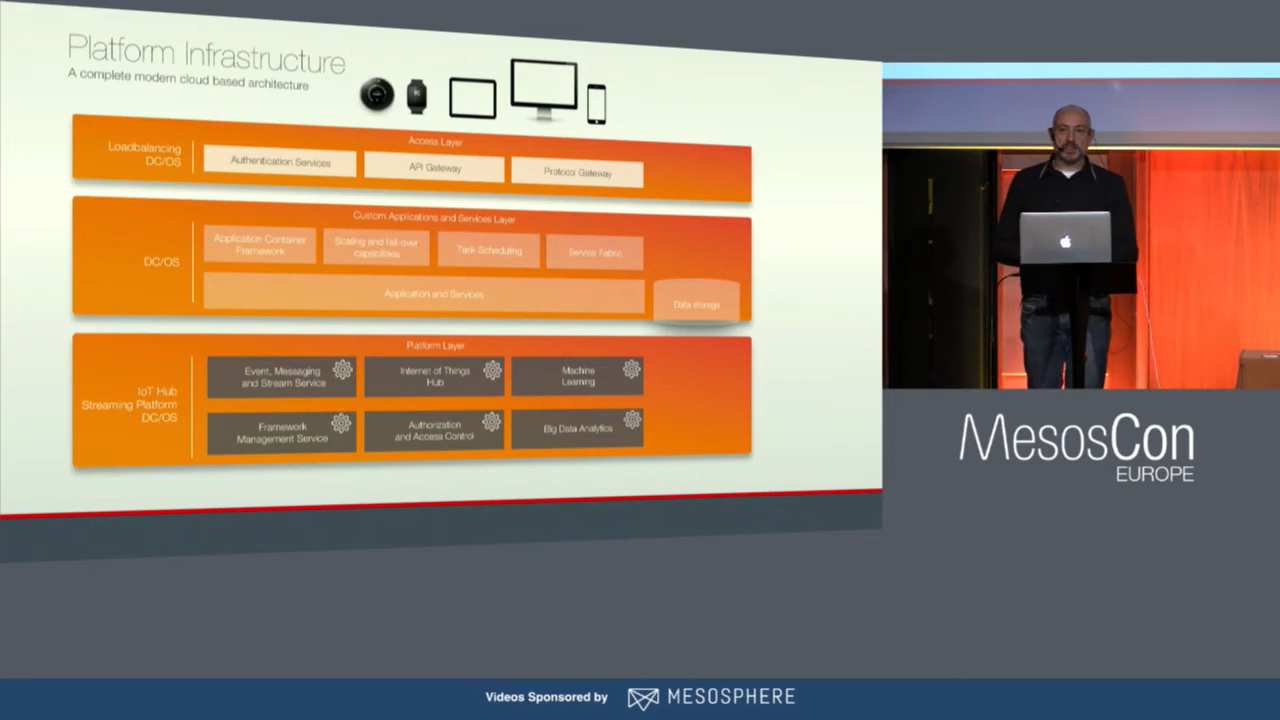 Platform Infrastructure
A complete modern cloud based architecture
Loadbalancing
DC/OS
Access Layer
Authentication Services
API Gateway
Protocol Gateway
DC/OS
Custom Applications and Services Layer
Application Container
Framework
Scaling and fail-over
capabilities
Task Scheduling
Service Fabric
Application and Services
Data storage
IoT Hub
Streaming Platform
DC/OS
Platform Layer
Event, Messaging
and Stream Service
Internet of Things
Hub
Machine
Learning
Framework
Management Service
Authorization
and Access Control
Big Data Analytics
MesosCon
EUROPE
Videos Sponsored by
MESOSPHERE